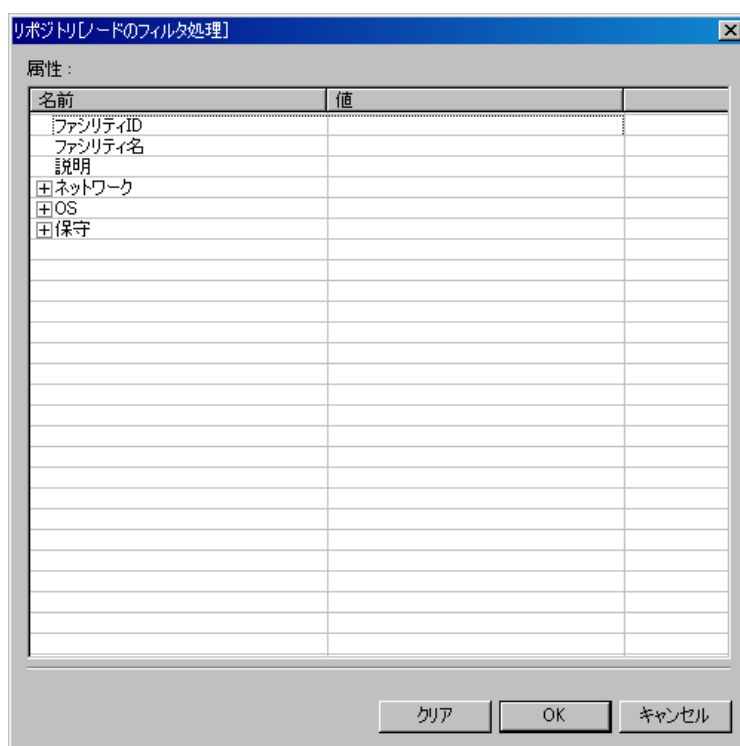 リポジトリ[ノードのフィルタ処理]
属性：
名前 値
ファシリティID
ファシリティ名
説明
ネットワーク
OS
保守
クリア OK キャンセル